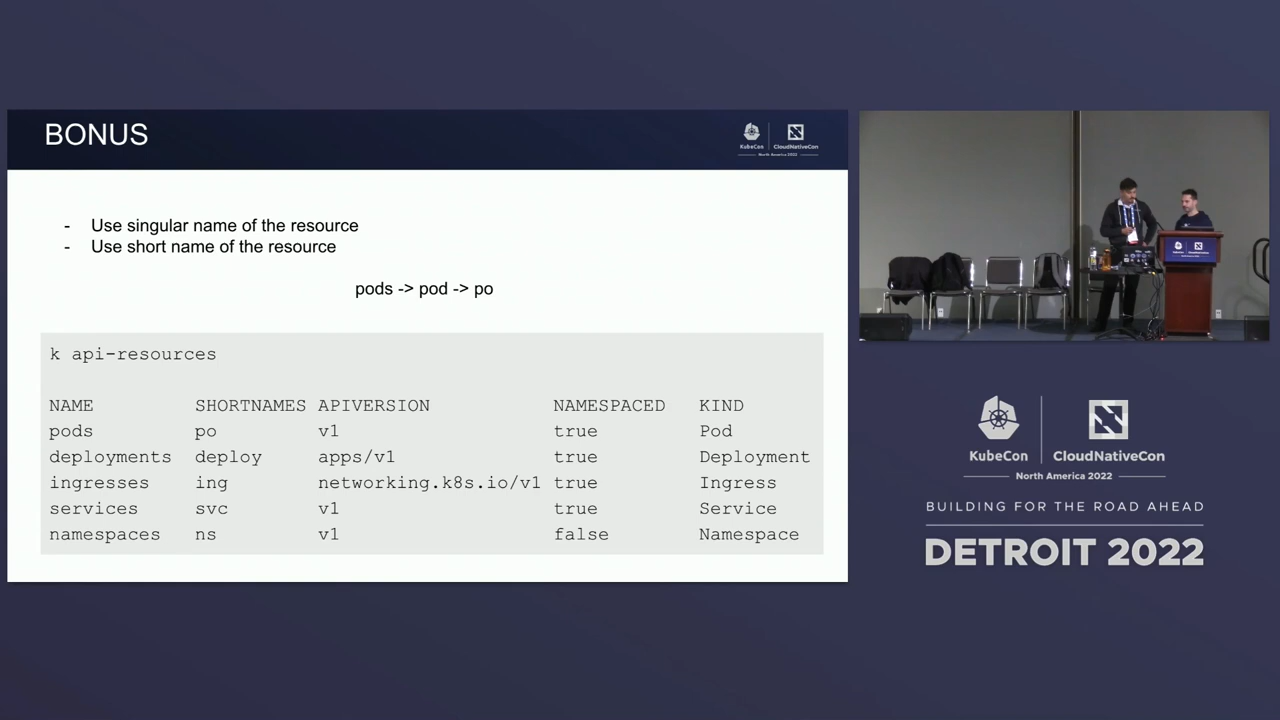 BONUS
KubeCon
CloudNativeCon
North America 2022
- Use singular name of the resource
- Use short name of the resource
pods -> pod -> po
k api-resources
NAME SHORTNAMES APIVERSION NAMESPACED KIND
pods po v1 true Pod
deployments deploy apps/v1 true Deployment
ingresses ing networking.k8s.io/v1 true Ingress
services svc v1 true Service
namespaces ns v1 false Namespace
KubeCon
CloudNativeCon
North America 2022
BUILDING FOR THE ROAD AHEAD
DETROIT 2022